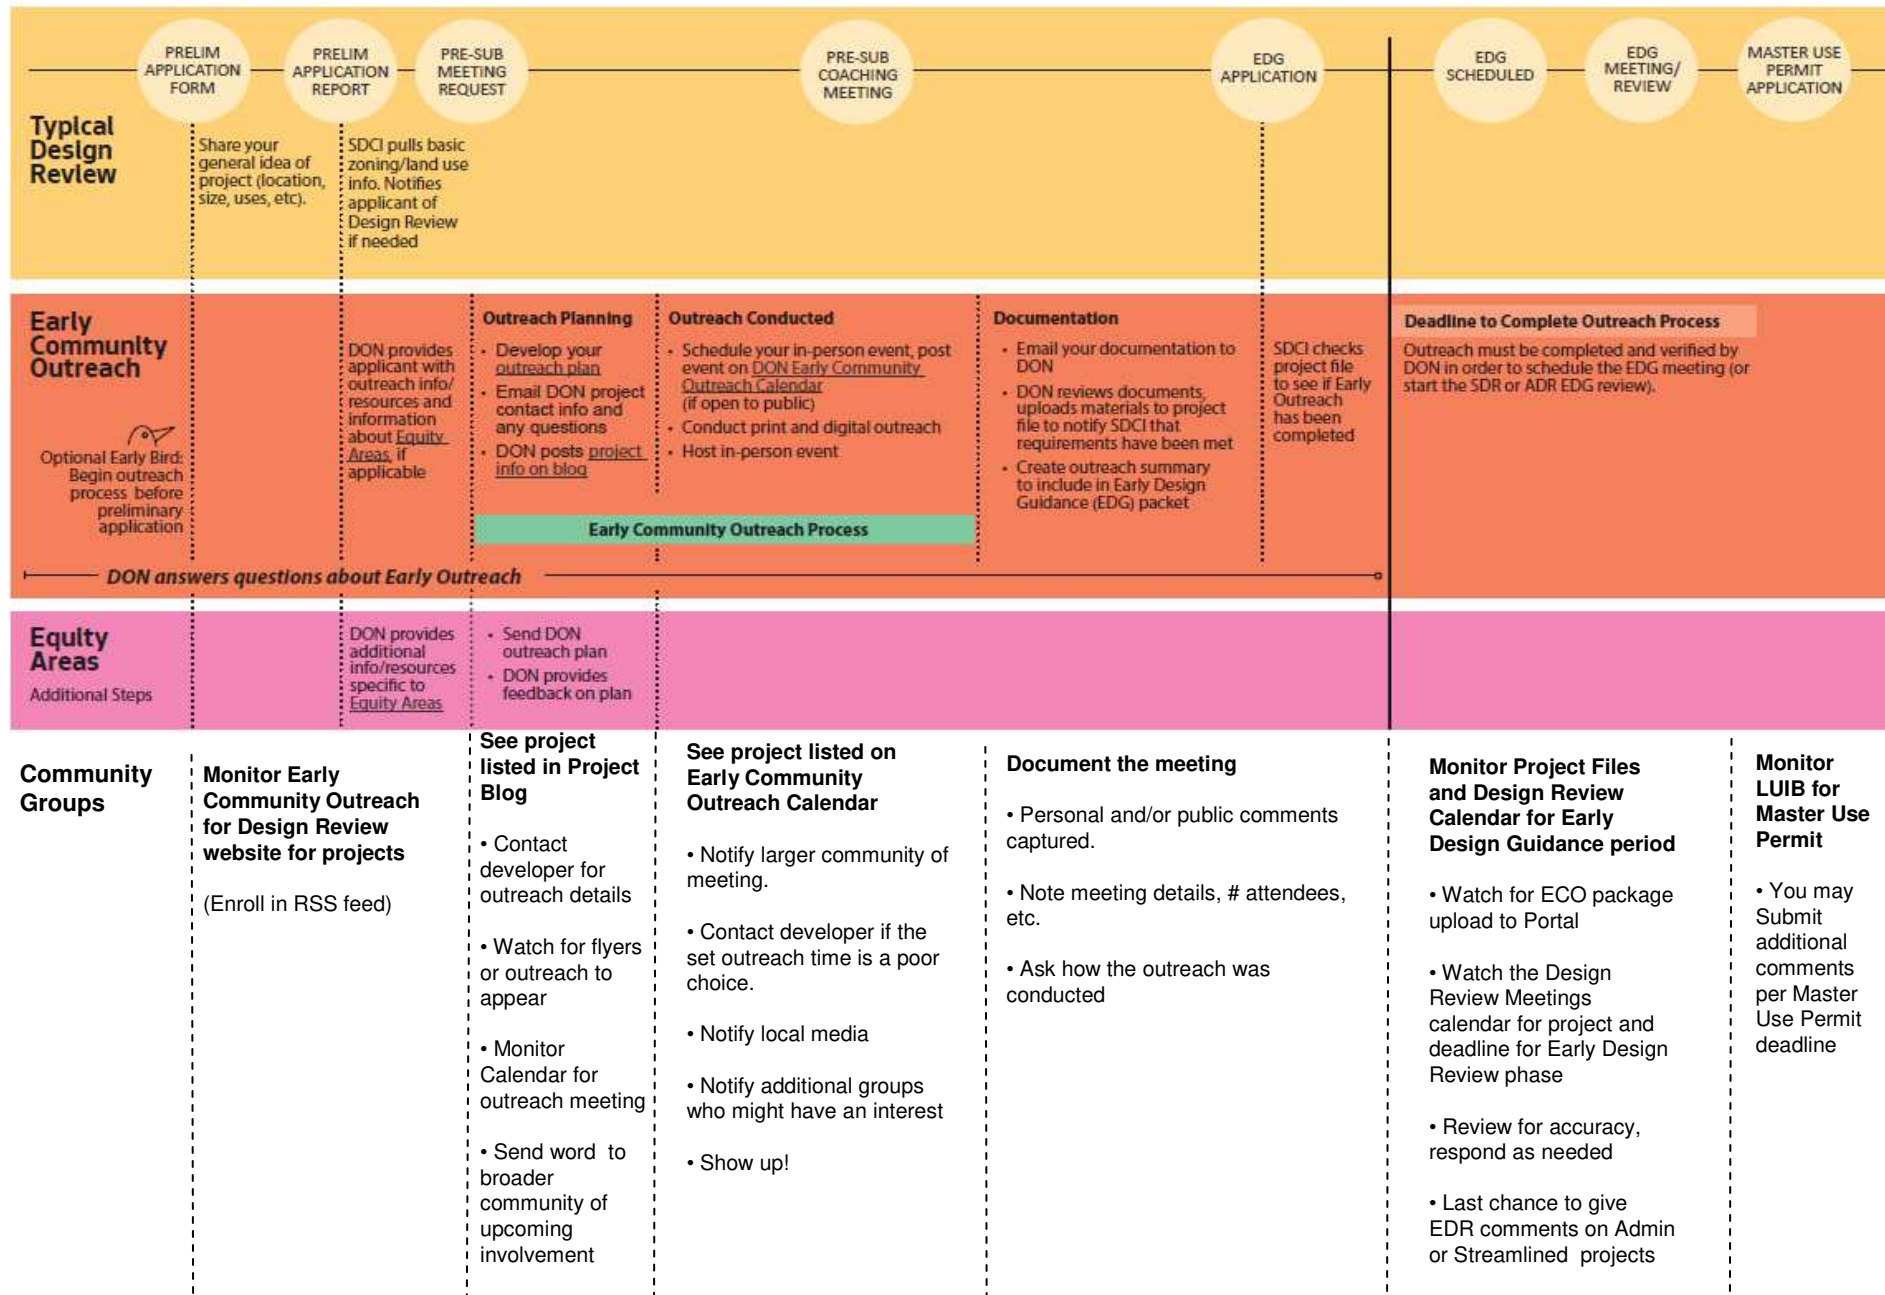 PRELIM
APPLICATION
FORM
PRELIM
APPLICATION
REPORT
PRE-SUB
MEETING
REQUEST
PRE-SUB
COACHING
MEETING
EDG
APPLICATION
EDG
SCHEDULED
EDG
MEETING/
REVIEW
MASTER USE
PERMIT
APPLICATION
Typical
Design
Review
Share your
general idea of
project (location,
size, uses, etc).
SDCI pulls basic
zoning/land use
info. Notifies
applicant of
Design Review
if needed
Early
Community
Outreach
Optional Early Bird:
Begin outreach
process before
preliminary
application
DON provides
applicant with
outreach info/
resources and
information
about Equity
Areas, if
applicable
Outreach Planning
• Develop your
outreach plan
• Email DON project
contact info and
any questions
• DON posts project
info on blog
Outreach Conducted
• Schedule your in-person event, post
event on DON Early Community
Outreach Calendar
(if open to public)
• Conduct print and digital outreach
• Host in-person event
Early Community Outreach Process
Documentation
• Email your documentation to
DON
• DON reviews documents,
uploads materials to project
file to notify SDCI that
requirements have been met
• Create outreach summary
to include in Early Design
Guidance (EDG) packet
SDCI checks
project file
to see if Early
Outreach
has been
completed
Deadline to Complete Outreach Process
Outreach must be completed and verified by
DON in order to schedule the EDG meeting (or
start the SDR or ADR EDG review).
DON answers questions about Early Outreach
Equity
Areas
Additional Steps
DON provides
additional
info/resources
specific to
Equity Areas
• Send DON
outreach plan
• DON provides
feedback on plan
Community
Groups
Monitor Early
Community Outreach
for Design Review
website for projects
(Enroll in RSS feed)
See project
listed in Project
Blog
• Contact
developer for
outreach details
• Watch for flyers
or outreach to
appear
• Monitor
Calendar for
outreach meeting
• Send word to
broader
community of
upcoming
involvement
See project listed on
Early Community
Outreach Calendar
• Notify larger community of
meeting.
• Contact developer if the
set outreach time is a poor
choice.
• Notify local media
• Notify additional groups
who might have an interest
• Show up!
Document the meeting
• Personal and/or public comments
captured.
• Note meeting details, # attendees,
etc.
• Ask how the outreach was
conducted
Monitor Project Files
and Design Review
Calendar for Early
Design Guidance period
• Watch for ECO package
upload to Portal
• Watch the Design
Review Meetings
calendar for project and
deadline for Early Design
Review phase
• Review for accuracy,
respond as needed
• Last chance to give
EDR comments on Admin
or Streamlined projects
Monitor
LUIB for
Master Use
Permit
• You may
Submit
additional
comments
per Master
Use Permit
deadline